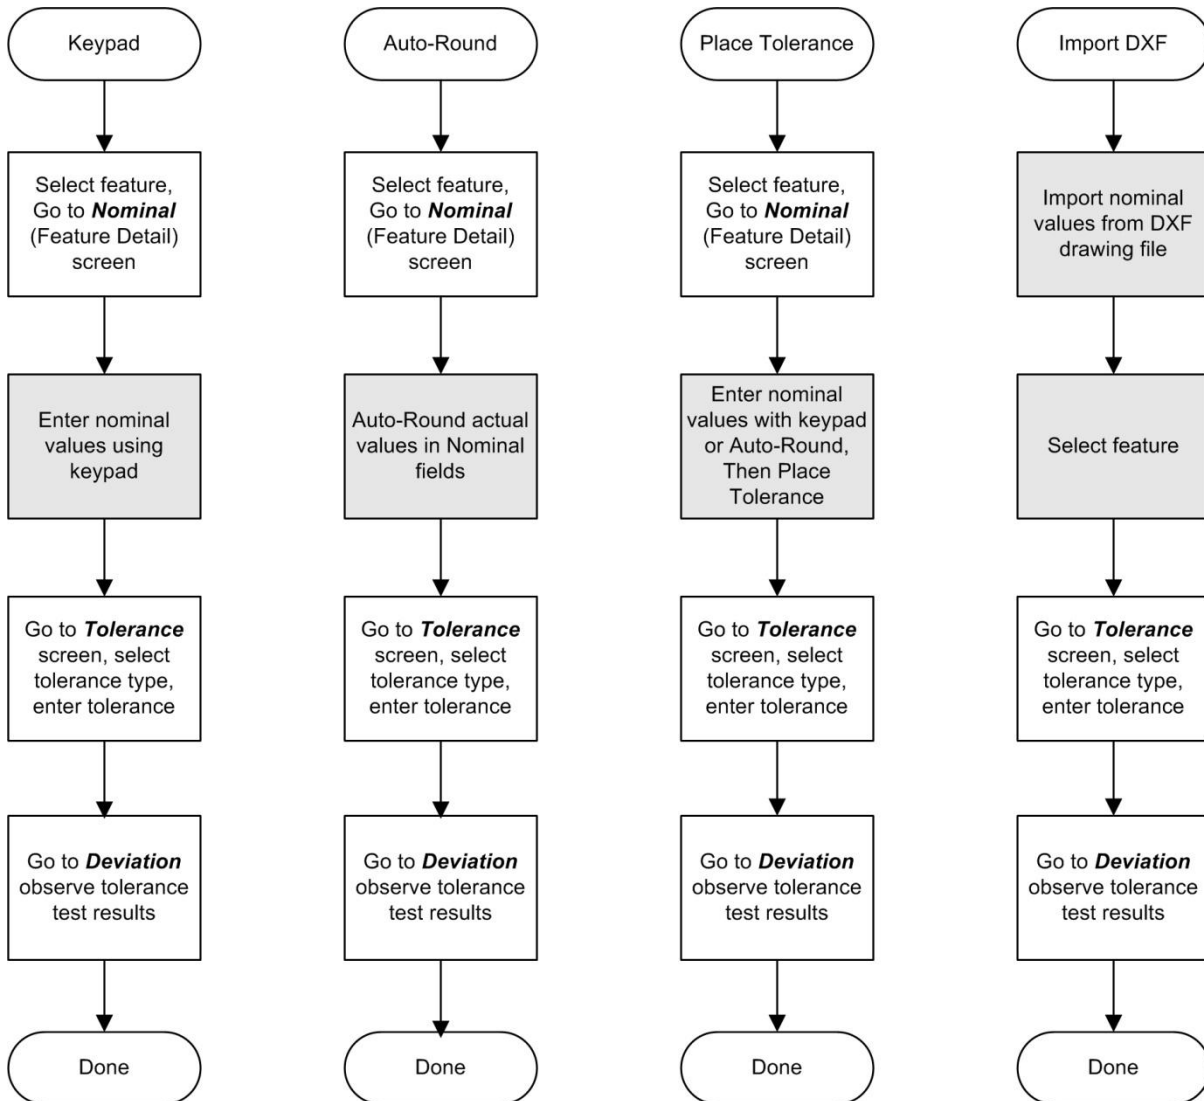 Keypad
Select feature,
Go to Nominal
(Feature Detail)
screen
Enter nominal
values using
keypad
Go to Tolerance
screen, select
tolerance type,
enter tolerance
Go to Deviation
observe tolerance
test results
Done
Auto-Round
Select feature,
Go to Nominal
(Feature Detail)
screen
Auto-Round actual
values in Nominal
fields
Go to Tolerance
screen, select
tolerance type,
enter tolerance
Go to Deviation
observe tolerance
test results
Done
Place Tolerance
Select feature,
Go to Nominal
(Feature Detail)
screen
Enter nominal
values with keypad
or Auto-Round,
Then Place
Tolerance
Go to Tolerance
screen, select
tolerance type,
enter tolerance
Go to Deviation
observe tolerance
test results
Done
Import DXF
Import nominal
values from DXF
drawing file
Select feature
Go to Tolerance
screen, select
tolerance type,
enter tolerance
Go to Deviation
observe tolerance
test results
Done